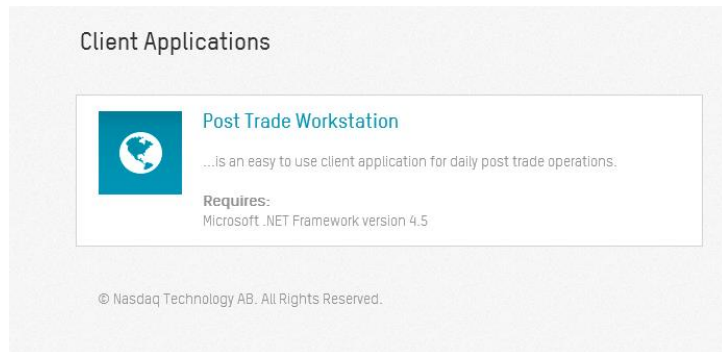 Client Applications
Post Trade Workstation
...is an easy to use client application for daily post trade operations.
Requires:
Microsoft .NET Framework version 4.5
© Nasdaq Technology AB. All Rights Reserved.